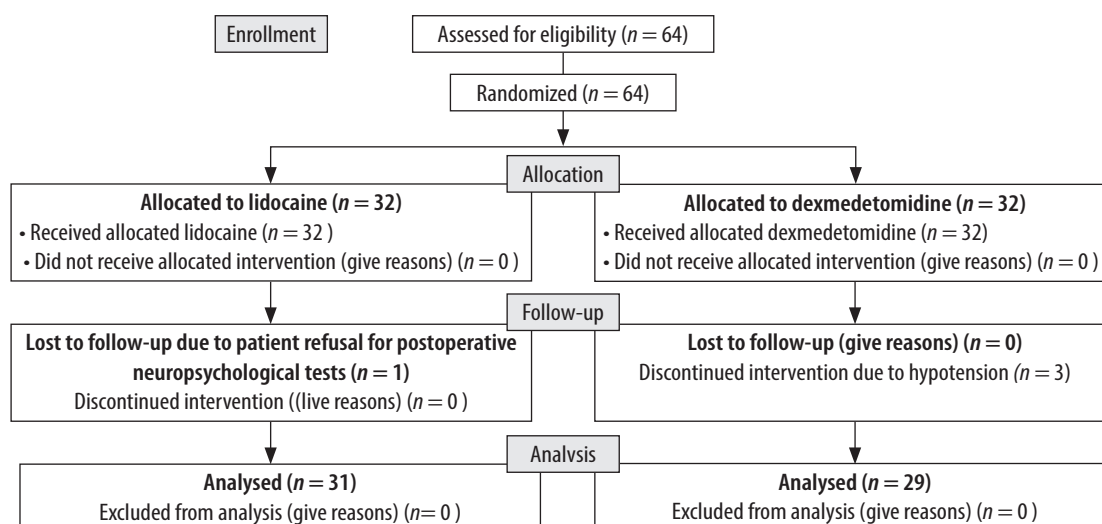 Enrollment
Assessed for eligibility (n = 64)
Randomized (n = 64)
Allocation
Allocated to lidocaine (n = 32)
• Received allocated lidocaine (n = 32 )
• Did not receive allocated intervention (give reasons) (n = 0 )
Allocated to dexmedetomidine (n = 32)
• Received allocated dexmedetomidine (n = 32)
• Did not receive allocated intervention (give reasons) (n = 0 )
Follow-up
Lost to follow-up due to patient refusal for postoperative
neuropsychological tests (n = 1)
Discontinued intervention ((live reasons) (n = 0 )
Lost to follow-up (give reasons) (n = 0)
Discontinued intervention due to hypotension (n = 3)
Analvsis
Analysed (n = 31)
Excluded from analysis (give reasons) (n= 0 )
Analysed (n = 29)
Excluded from analysis (give reasons) (n = 0 )